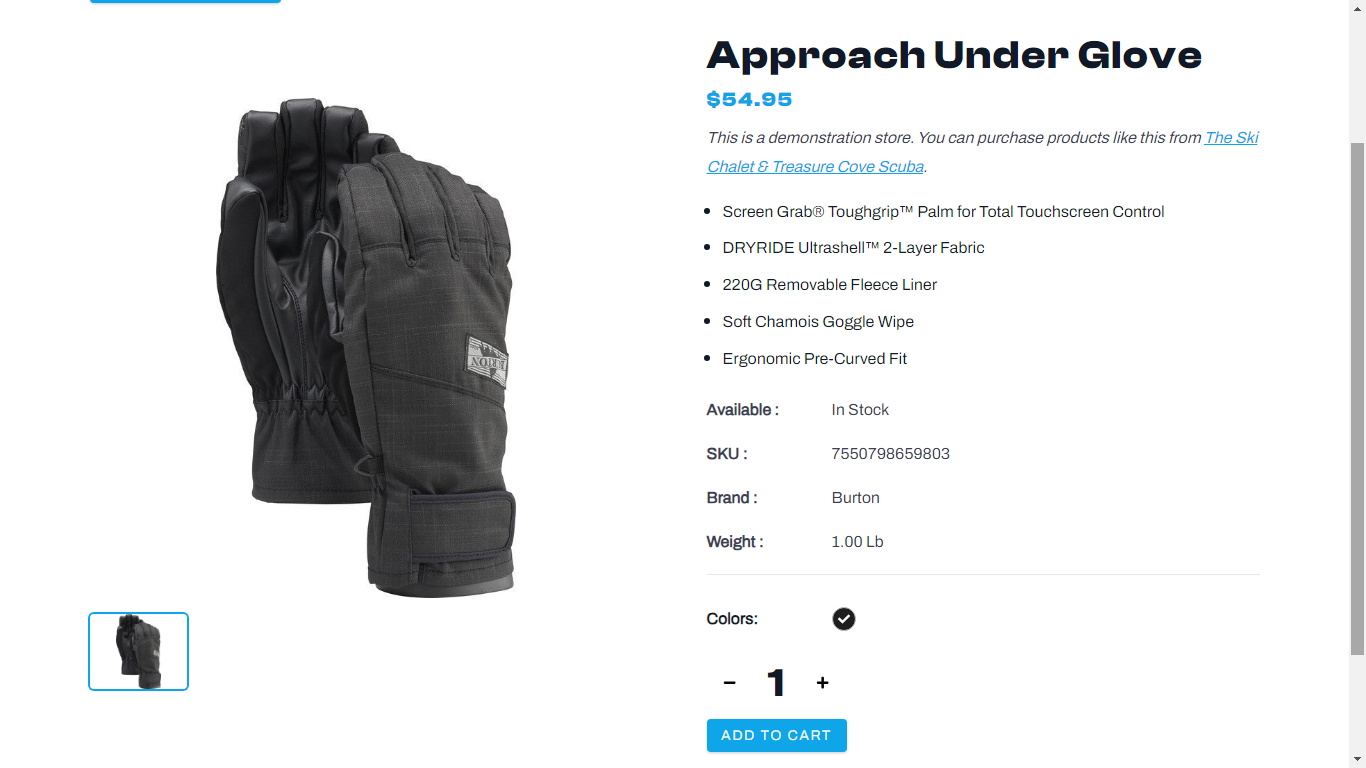 Approach Under Glove
$54.95
This is a demonstration store. You can purchase products like this from The Ski
Chalet & Treasure Cove Scuba.
Screen Grab® Toughgrip™ Palm for Total Touchscreen Control
DRYRIDE Ultrashell™ 2-Layer Fabric
220G Removable Fleece Liner
Soft Chamois Goggle Wipe
Ergonomic Pre-Curved Fit
Available : In Stock
SKU : 7550798659803
Brand : Burton
Weight : 1.00 Lb
Colors:
− 1 +
ADD TO CART
BURTON